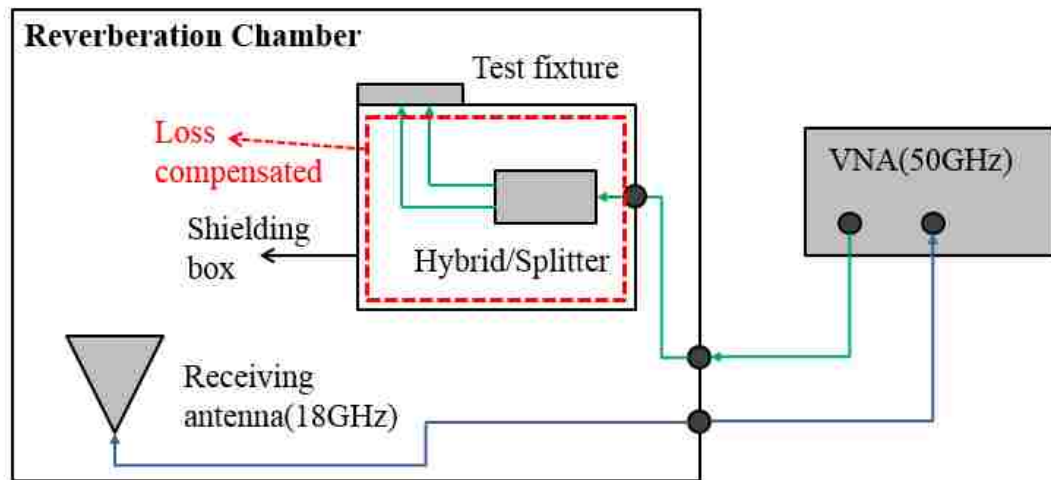 Reverberation Chamber
Test fixture
Loss
compensated
VNA(50GHz)
Shielding
box
Hybrid/Splitter
Receiving
antenna(18GHz)